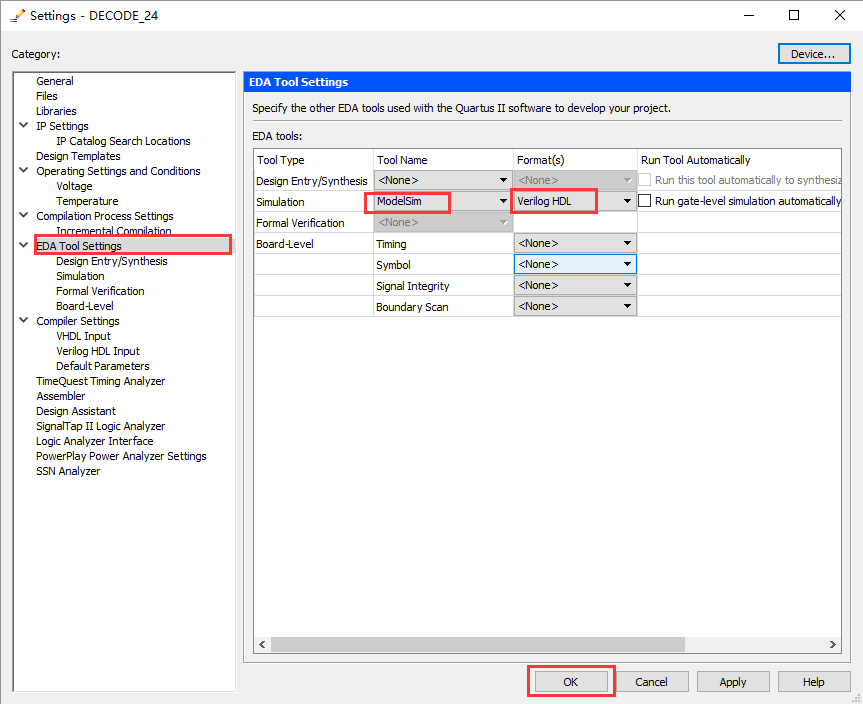 Settings - DECODE_24
Category:
Device...
General
Files
Libraries
IP Settings
IP Catalog Search Locations
Design Templates
Operating Settings and Conditions
Voltage
Temperature
Compilation Process Settings
Incremental Compilation
EDA Tool Settings
Design Entry/Synthesis
Simulation
Formal Verification
Board-Level
Compiler Settings
VHDL Input
Verilog HDL Input
Default Parameters
TimeQuest Timing Analyzer
Assembler
Design Assistant
SignalTap II Logic Analyzer
Logic Analyzer Interface
PowerPlay Power Analyzer Settings
SSN Analyzer
EDA Tool Settings
Specify the other EDA tools used with the Quartus II software to develop your project.
EDA tools:
Tool Type Tool Name Format(s) Run Tool Automatically
Design Entry/Synthesis <None> <None> Run this tool automatically to synthesiz
Simulation ModelSim Verilog HDL Run gate-level simulation automatically
Formal Verification <None>
Board-Level Timing <None>
Symbol <None>
Signal Integrity <None>
Boundary Scan <None>
OK Cancel Apply Help